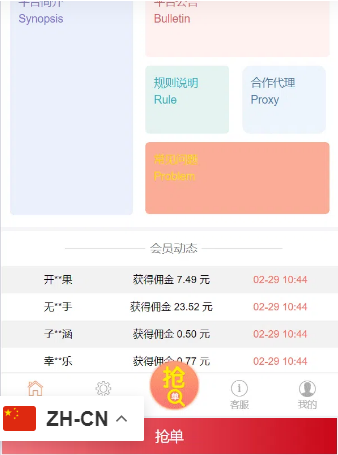 平台简介
Synopsis
平台公告
Bulletin
规则说明
Rule
合作代理
Proxy
常见问题
Problem
会员动态
开**果 获得佣金 7.49 元 02-29 10:44
无**手 获得佣金 23.52 元 02-29 10:44
子**涵 获得佣金 0.50 元 02-29 10:44
幸**乐 获得佣金 0.77 元 02-29 10:44
抢
单
客服
我的
ZH-CN
抢单